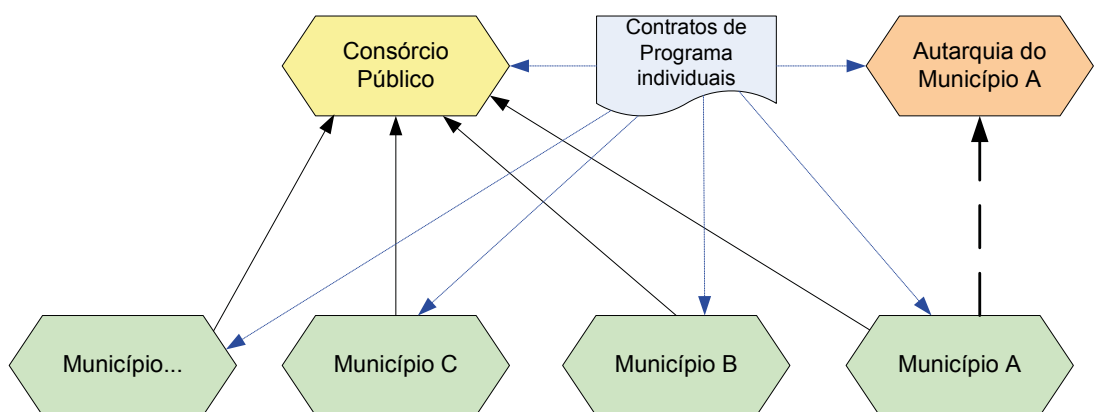 Consórcio
Público
Contratos de
Programa
individuais
Autarquia do
Município A
Município...
Município C
Município B
Município A